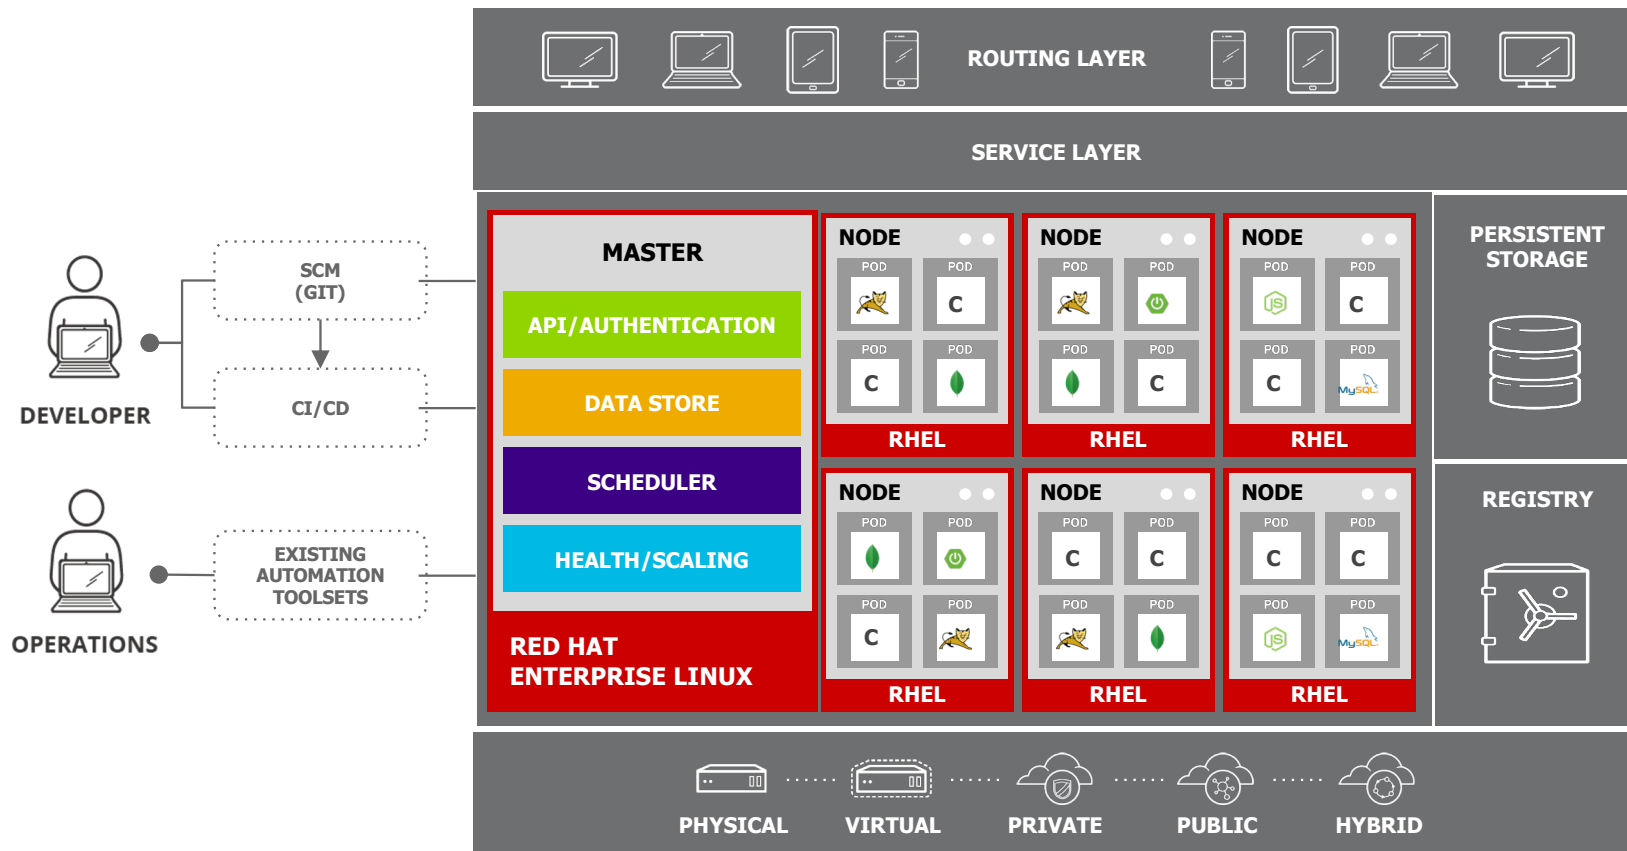 ROUTING LAYER
SERVICE LAYER
SCM
(GIT)
CI/CD
DEVELOPER
EXISTING
AUTOMATION
TOOLSETS
OPERATIONS
MASTER
API/AUTHENTICATION
DATA STORE
SCHEDULER
HEALTH/SCALING
RED HAT
ENTERPRISE LINUX
NODE
POD POD
C
POD POD
C
RHEL
NODE
POD POD
POD POD
C
RHEL
NODE
POD POD
JS C
POD POD
C MySQL
RHEL
NODE
POD POD
POD POD
C
RHEL
NODE
POD POD
C C
POD POD
RHEL
NODE
POD POD
C C
POD POD
JS MySQL
RHEL
PERSISTENT
STORAGE
REGISTRY
PHYSICAL VIRTUAL PRIVATE PUBLIC HYBRID